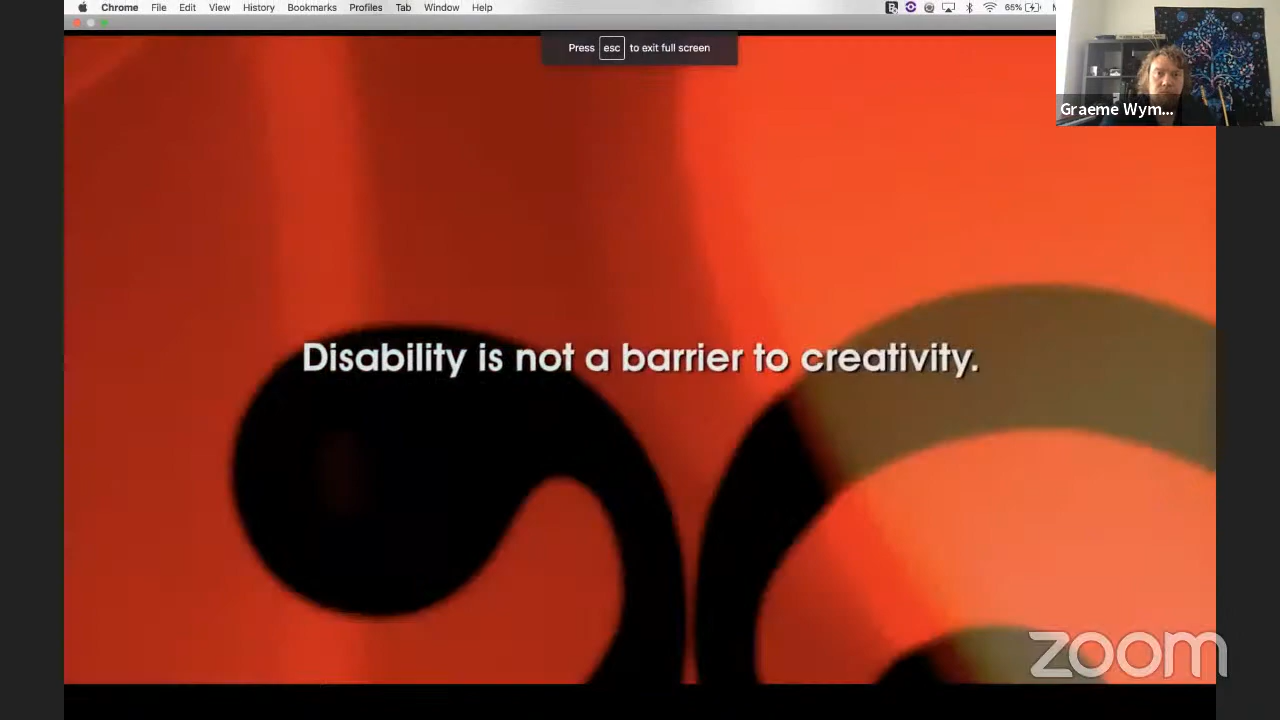 Chrome File Edit View History Bookmarks Profiles Tab Window Help 65%
Press esc to exit full screen
Graeme Wym...
Disability is not a barrier to creativity.
zoom